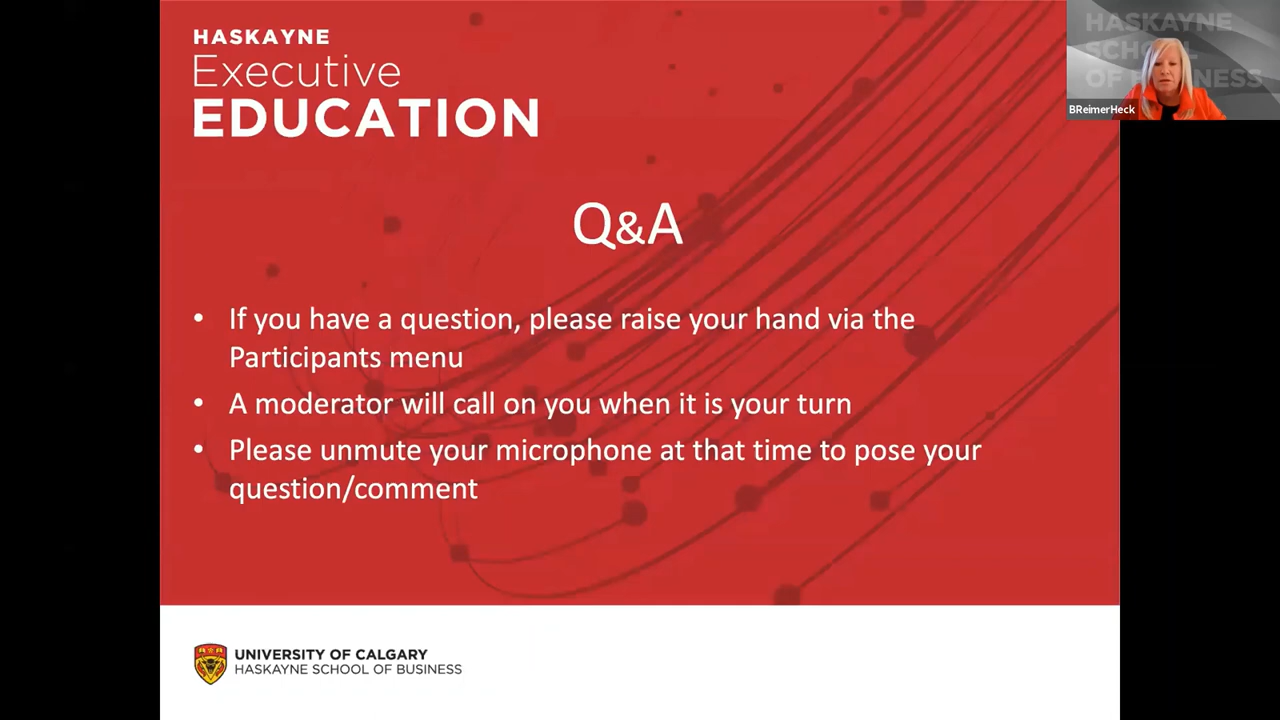 HASKAYNE
Executive
EDUCATION
Q&A
• If you have a question, please raise your hand via the
Participants menu
• A moderator will call on you when it is your turn
• Please unmute your microphone at that time to pose your
question/comment
UNIVERSITY OF CALGARY
HASKAYNE SCHOOL OF BUSINESS
HASKAYNE
SCHOOL
OF BUSINESS
BReimerHeck